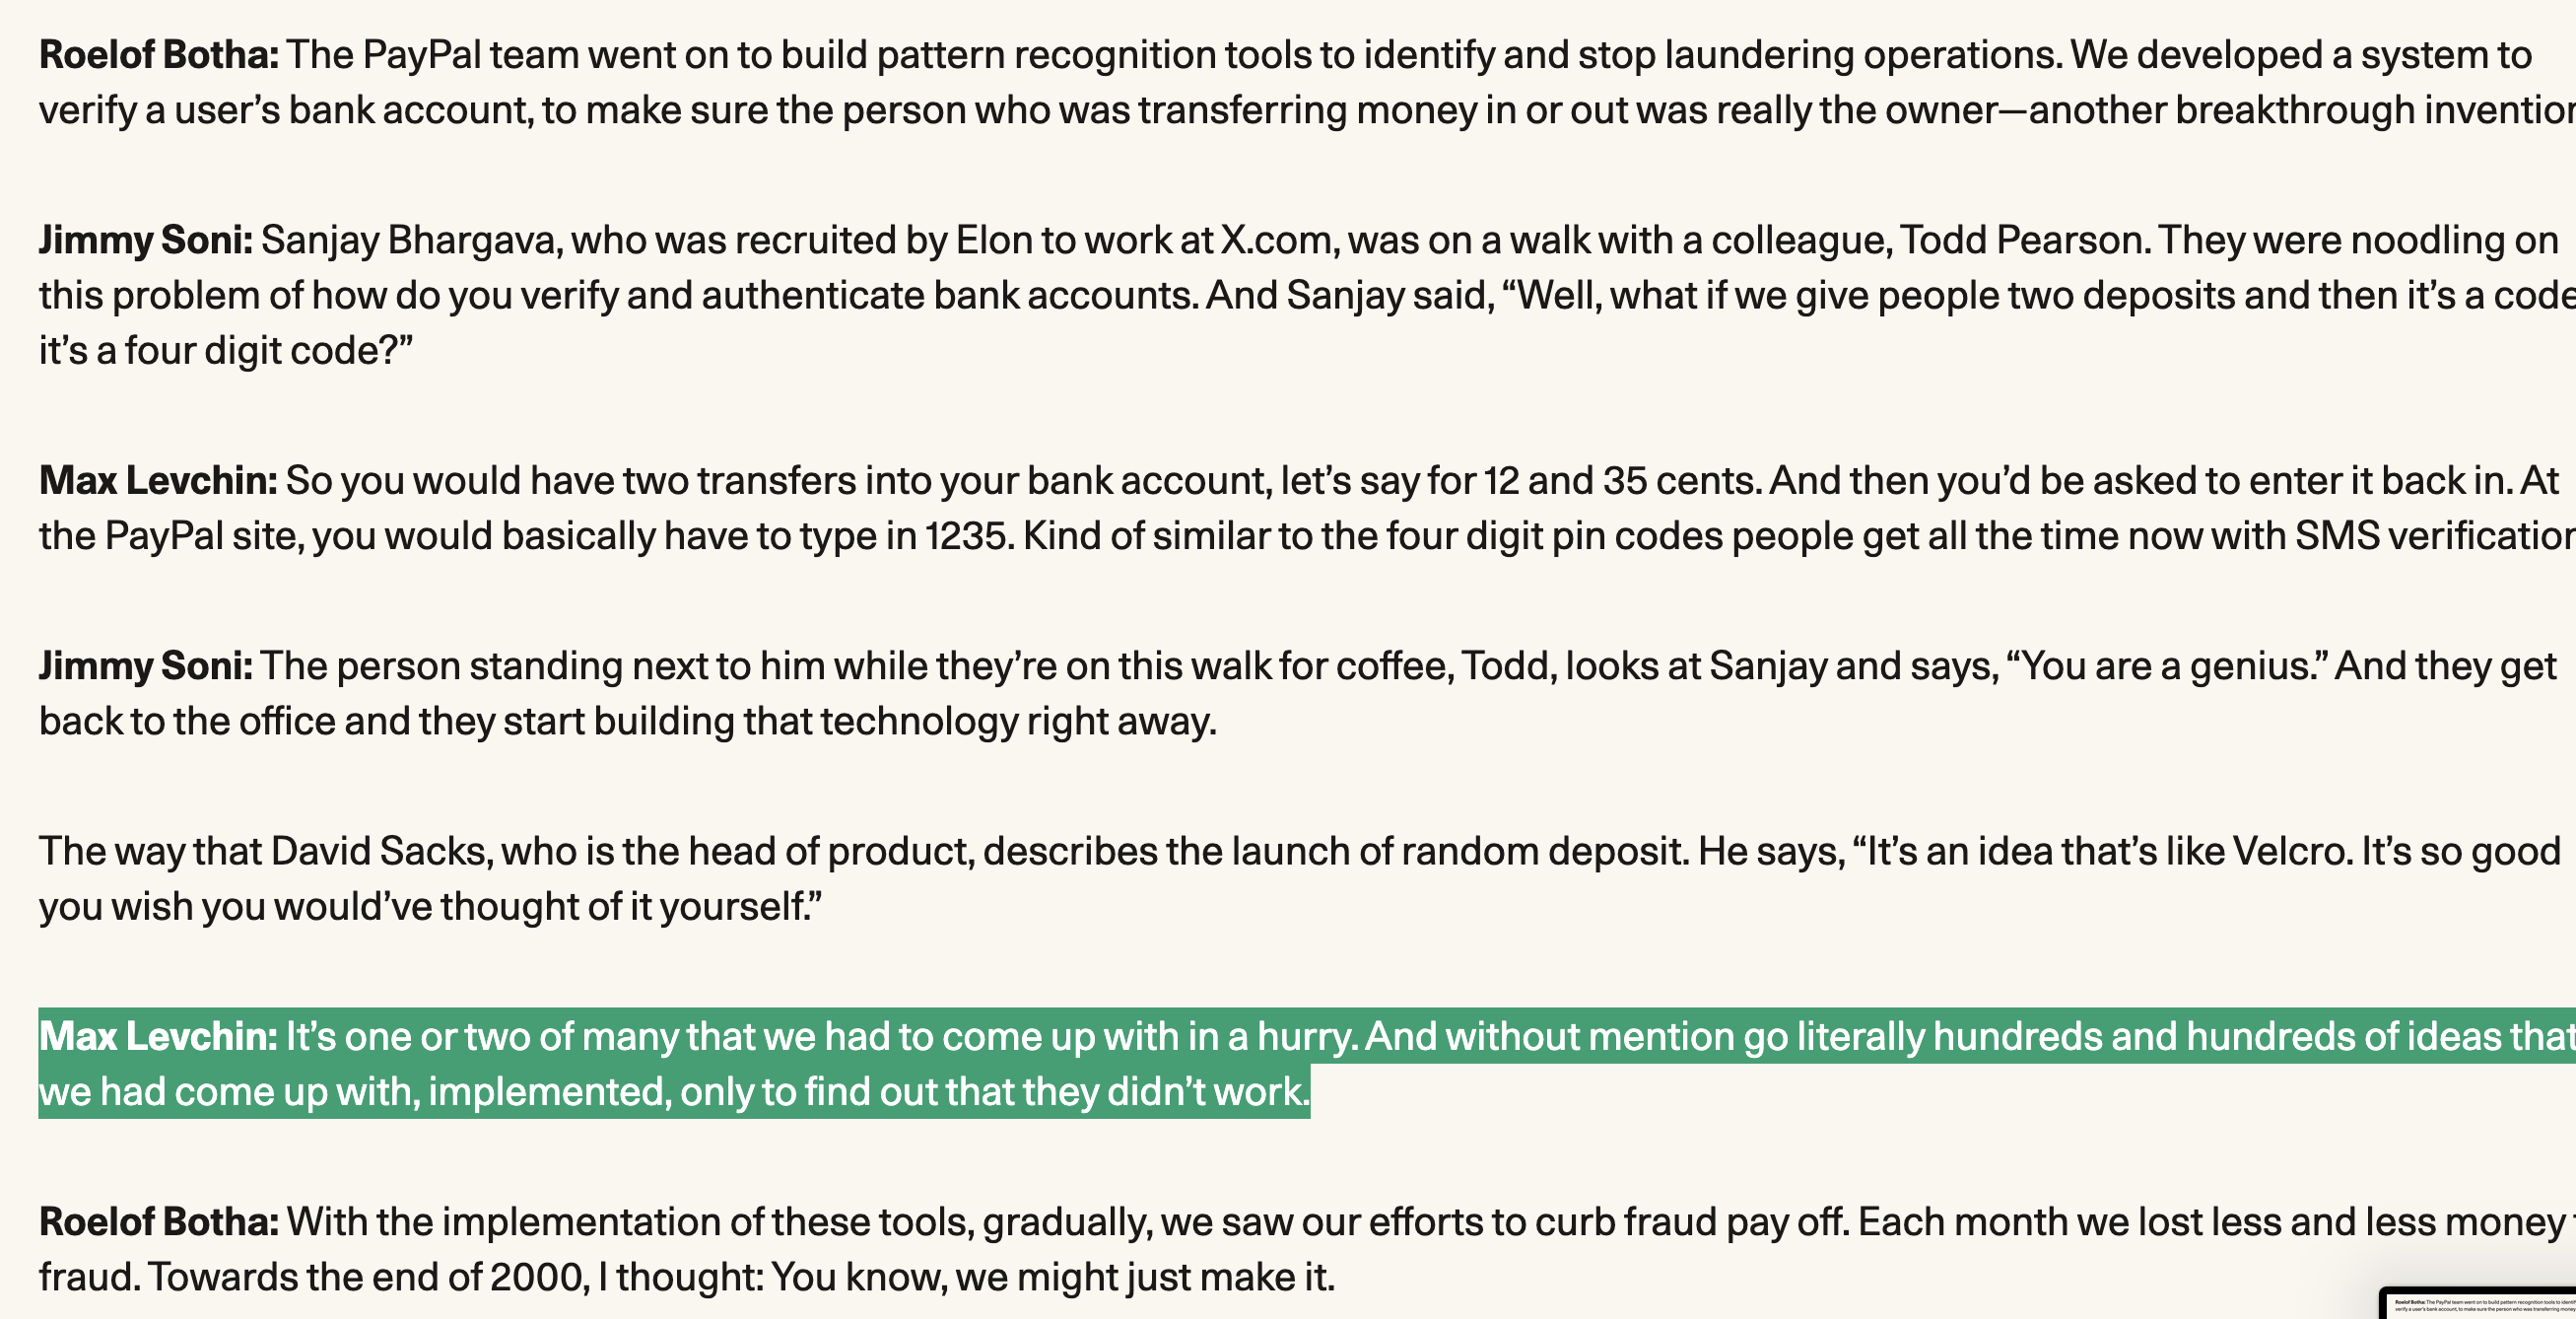 Roelof Botha: The PayPal team went on to build pattern recognition tools to identify and stop laundering operations. We developed a system to
verify a user’s bank account, to make sure the person who was transferring money in or out was really the owner—another breakthrough invention
Jimmy Soni: Sanjay Bhargava, who was recruited by Elon to work at X.com, was on a walk with a colleague, Todd Pearson. They were noodling on
this problem of how do you verify and authenticate bank accounts. And Sanjay said, “Well, what if we give people two deposits and then it’s a code
it’s a four digit code?”
Max Levchin: So you would have two transfers into your bank account, let’s say for 12 and 35 cents. And then you’d be asked to enter it back in. At
the PayPal site, you would basically have to type in 1235. Kind of similar to the four digit pin codes people get all the time now with SMS verification
Jimmy Soni: The person standing next to him while they’re on this walk for coffee, Todd, looks at Sanjay and says, “You are a genius.” And they get
back to the office and they start building that technology right away.
The way that David Sacks, who is the head of product, describes the launch of random deposit. He says, “It’s an idea that’s like Velcro. It’s so good
you wish you would’ve thought of it yourself.”
Max Levchin: It’s one or two of many that we had to come up with in a hurry. And without mention go literally hundreds and hundreds of ideas that
we had come up with, implemented, only to find out that they didn’t work.
Roelof Botha: With the implementation of these tools, gradually, we saw our efforts to curb fraud pay off. Each month we lost less and less money
fraud. Towards the end of 2000, I thought: You know, we might just make it.